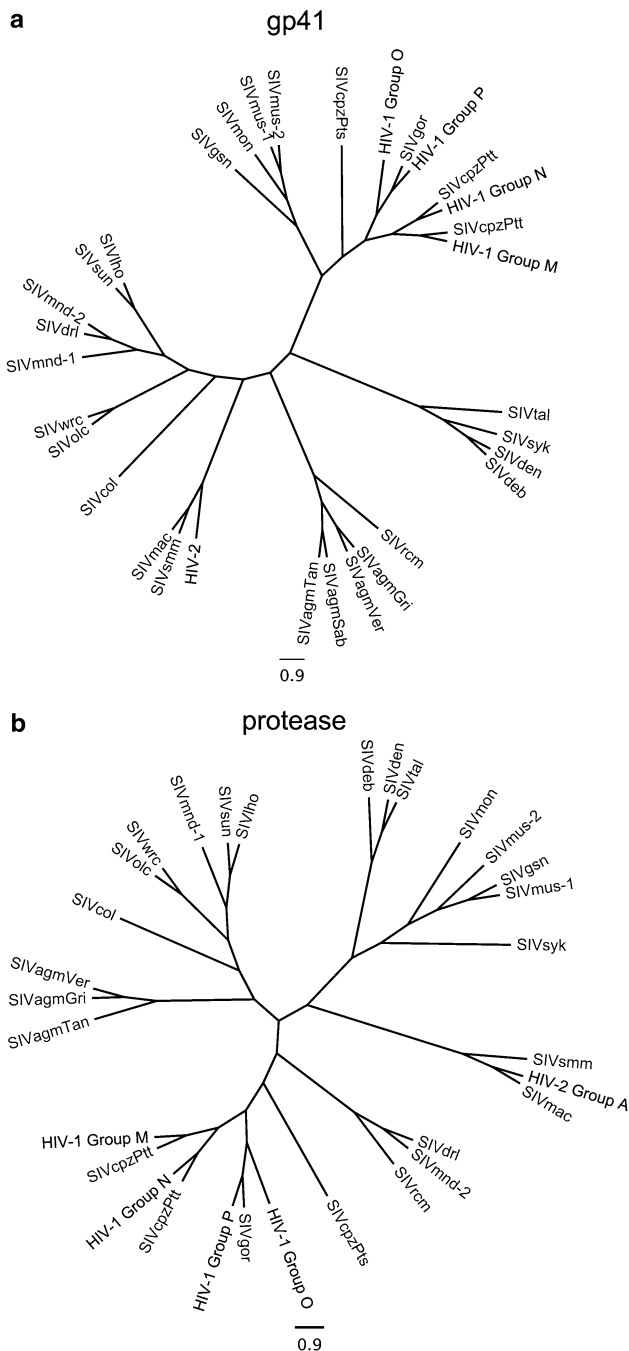 a
gp41
SIVgsn
SIVmon
SIVmus-1
SIVmus-2
SIVcpzPts
HIV-1 Group O
SIVgor
HIV-1 Group P
SIVcpzPtt
HIV-1 Group N
SIVcpzPtt
HIV-1 Group M
SIVlho
SIVsun
SIVmnd-2
SIVdrl
SIVmnd-1
SIVwrc
SIVolc
SIVcol
SIVmac
SIVsmm
HIV-2
SIVagmTan
SIVagmSab
SIVagmVer
SIVagmGri
SIVrcm
SIVtal
SIVsyk
SIVden
SIVdeb
0.9
b
protease
SIVmnd-1
SIVsun
SIVlho
SIVwrc
SIVolc
SIVcol
SIVagmVer
SIVagmGri
SIVagmTan
SIVdeb
SIVden
SIVtal
SIVmon
SIVmus-2
SIVgsn
SIVmus-1
SIVsyk
SIVsmm
HIV-2 Group A
SIVmac
SIVdrl
SIVmnd-2
SIVrcm
SIVcpzPts
HIV-1 Group O
SIVgor
HIV-1 Group P
SIVcpzPtt
HIV-1 Group N
SIVcpzPtt
HIV-1 Group M
0.9